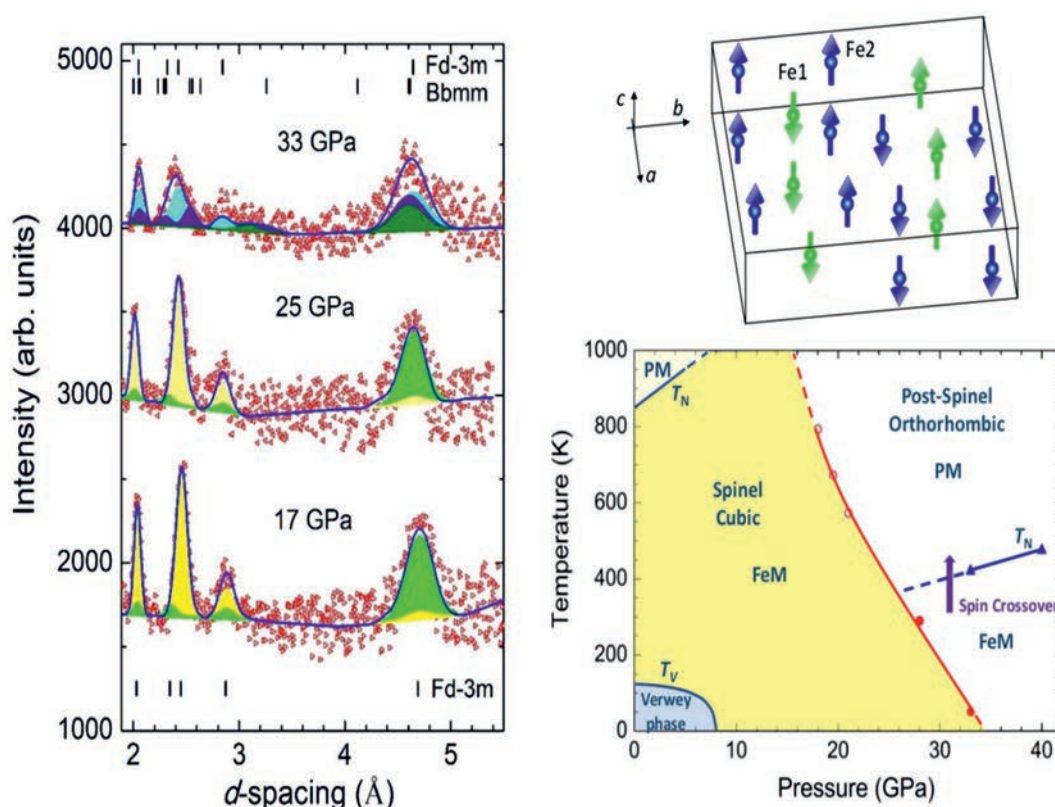 5000
4000
3000
2000
1000
Intensity (arb. units)
Fd-3m
Bbmm
33 GPa
25 GPa
17 GPa
Fd-3m
2
3
4
5
d-spacing (Å)
Fe2
Fe1
c
b
a
1000
800
600
400
200
0
Temperature (K)
PM
T_N
Spinel
Cubic
FeM
Post-Spinel
Orthorhombic
PM
T_N
Spin Crossover
FeM
T_V
Verwey
phase
0
10
20
30
40
Pressure (GPa)